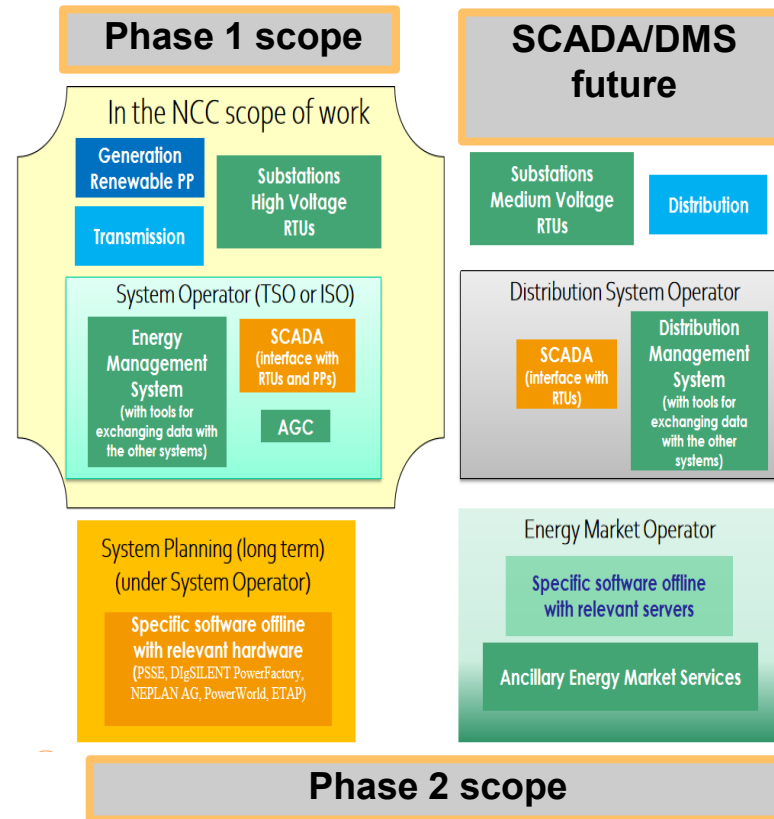 Phase 1 scope
SCADA/DMS
future
In the NCC scope of work
Generation
Renewable PP
Substations
High Voltage
RTUs
Transmission
System Operator (TSO or ISO)
Energy
Management
System
(with tools for
exchanging data with
the other systems)
SCADA
(interface with
RTUs and PPs)
AGC
Substations
Medium Voltage
RTUs
Distribution
Distribution System Operator
SCADA
(interface with
RTUs)
Distribution
Management
System
(with tools for
exchanging data
with the other
systems)
System Planning (long term)
(under System Operator)
Specific software offline
with relevant hardware
(PSSE, DIgSILENT PowerFactory,
NEPLAN AG, PowerWorld, ETAP)
Energy Market Operator
Specific software offline
with relevant servers
Ancillary Energy Market Services
Phase 2 scope